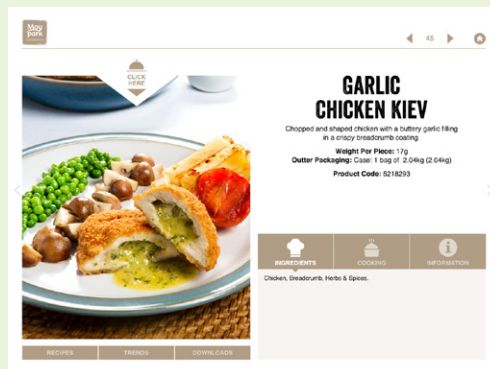 May
park
45
CLICK
HERE
GARLIC
CHICKEN KIEV
Chopped and shaped chicken with a buttery garlic filling
in a crispy breadcrumb coating.
Weight Per Piece: 17g
Outter Packaging: Case: 1 bag of 2.04kg (2.04kg)
Product Code: 5218293
INGREDIENTS
COOKING
INFORMATION
Chicken, Breadcrumb, Herbs & Spices.
RECIPES
TRENDS
DOWNLOADS